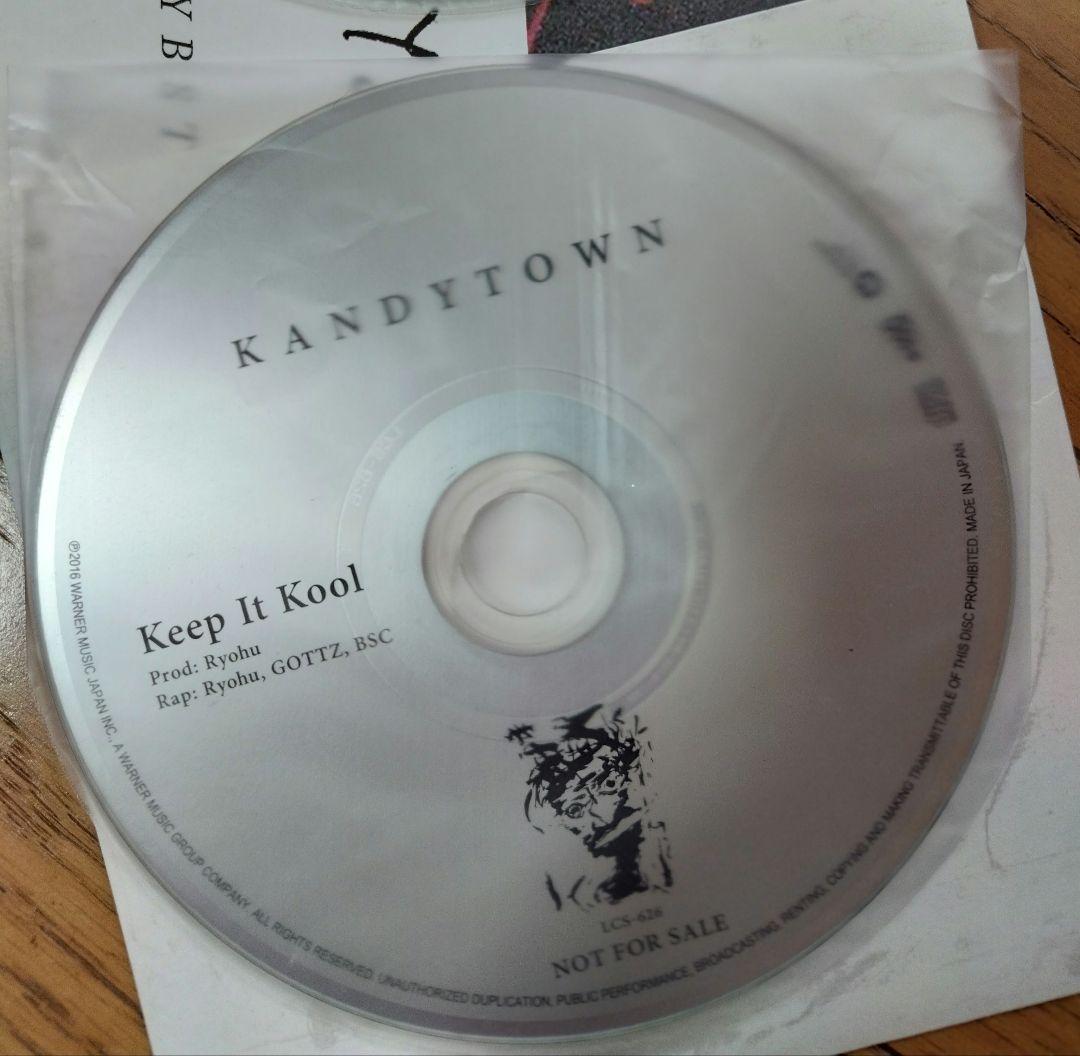 Y B
KANDYTOWN
Keep It Kool
Prod: Ryohu
Rap: Ryohu, GOTTZ, BSC
LCS-626
NOT FOR SALE
℗2016 WARNER MUSIC JAPAN INC., A WARNER MUSIC GROUP COMPANY. ALL RIGHTS RESERVED. UNAUTHORIZED DUPLICATION, PUBLIC PERFORMANCE, BROADCASTING, RENTING, COPYING AND MAKING TRANSMITTABLE OF THIS DISC PROHIBITED. MADE IN JAPAN